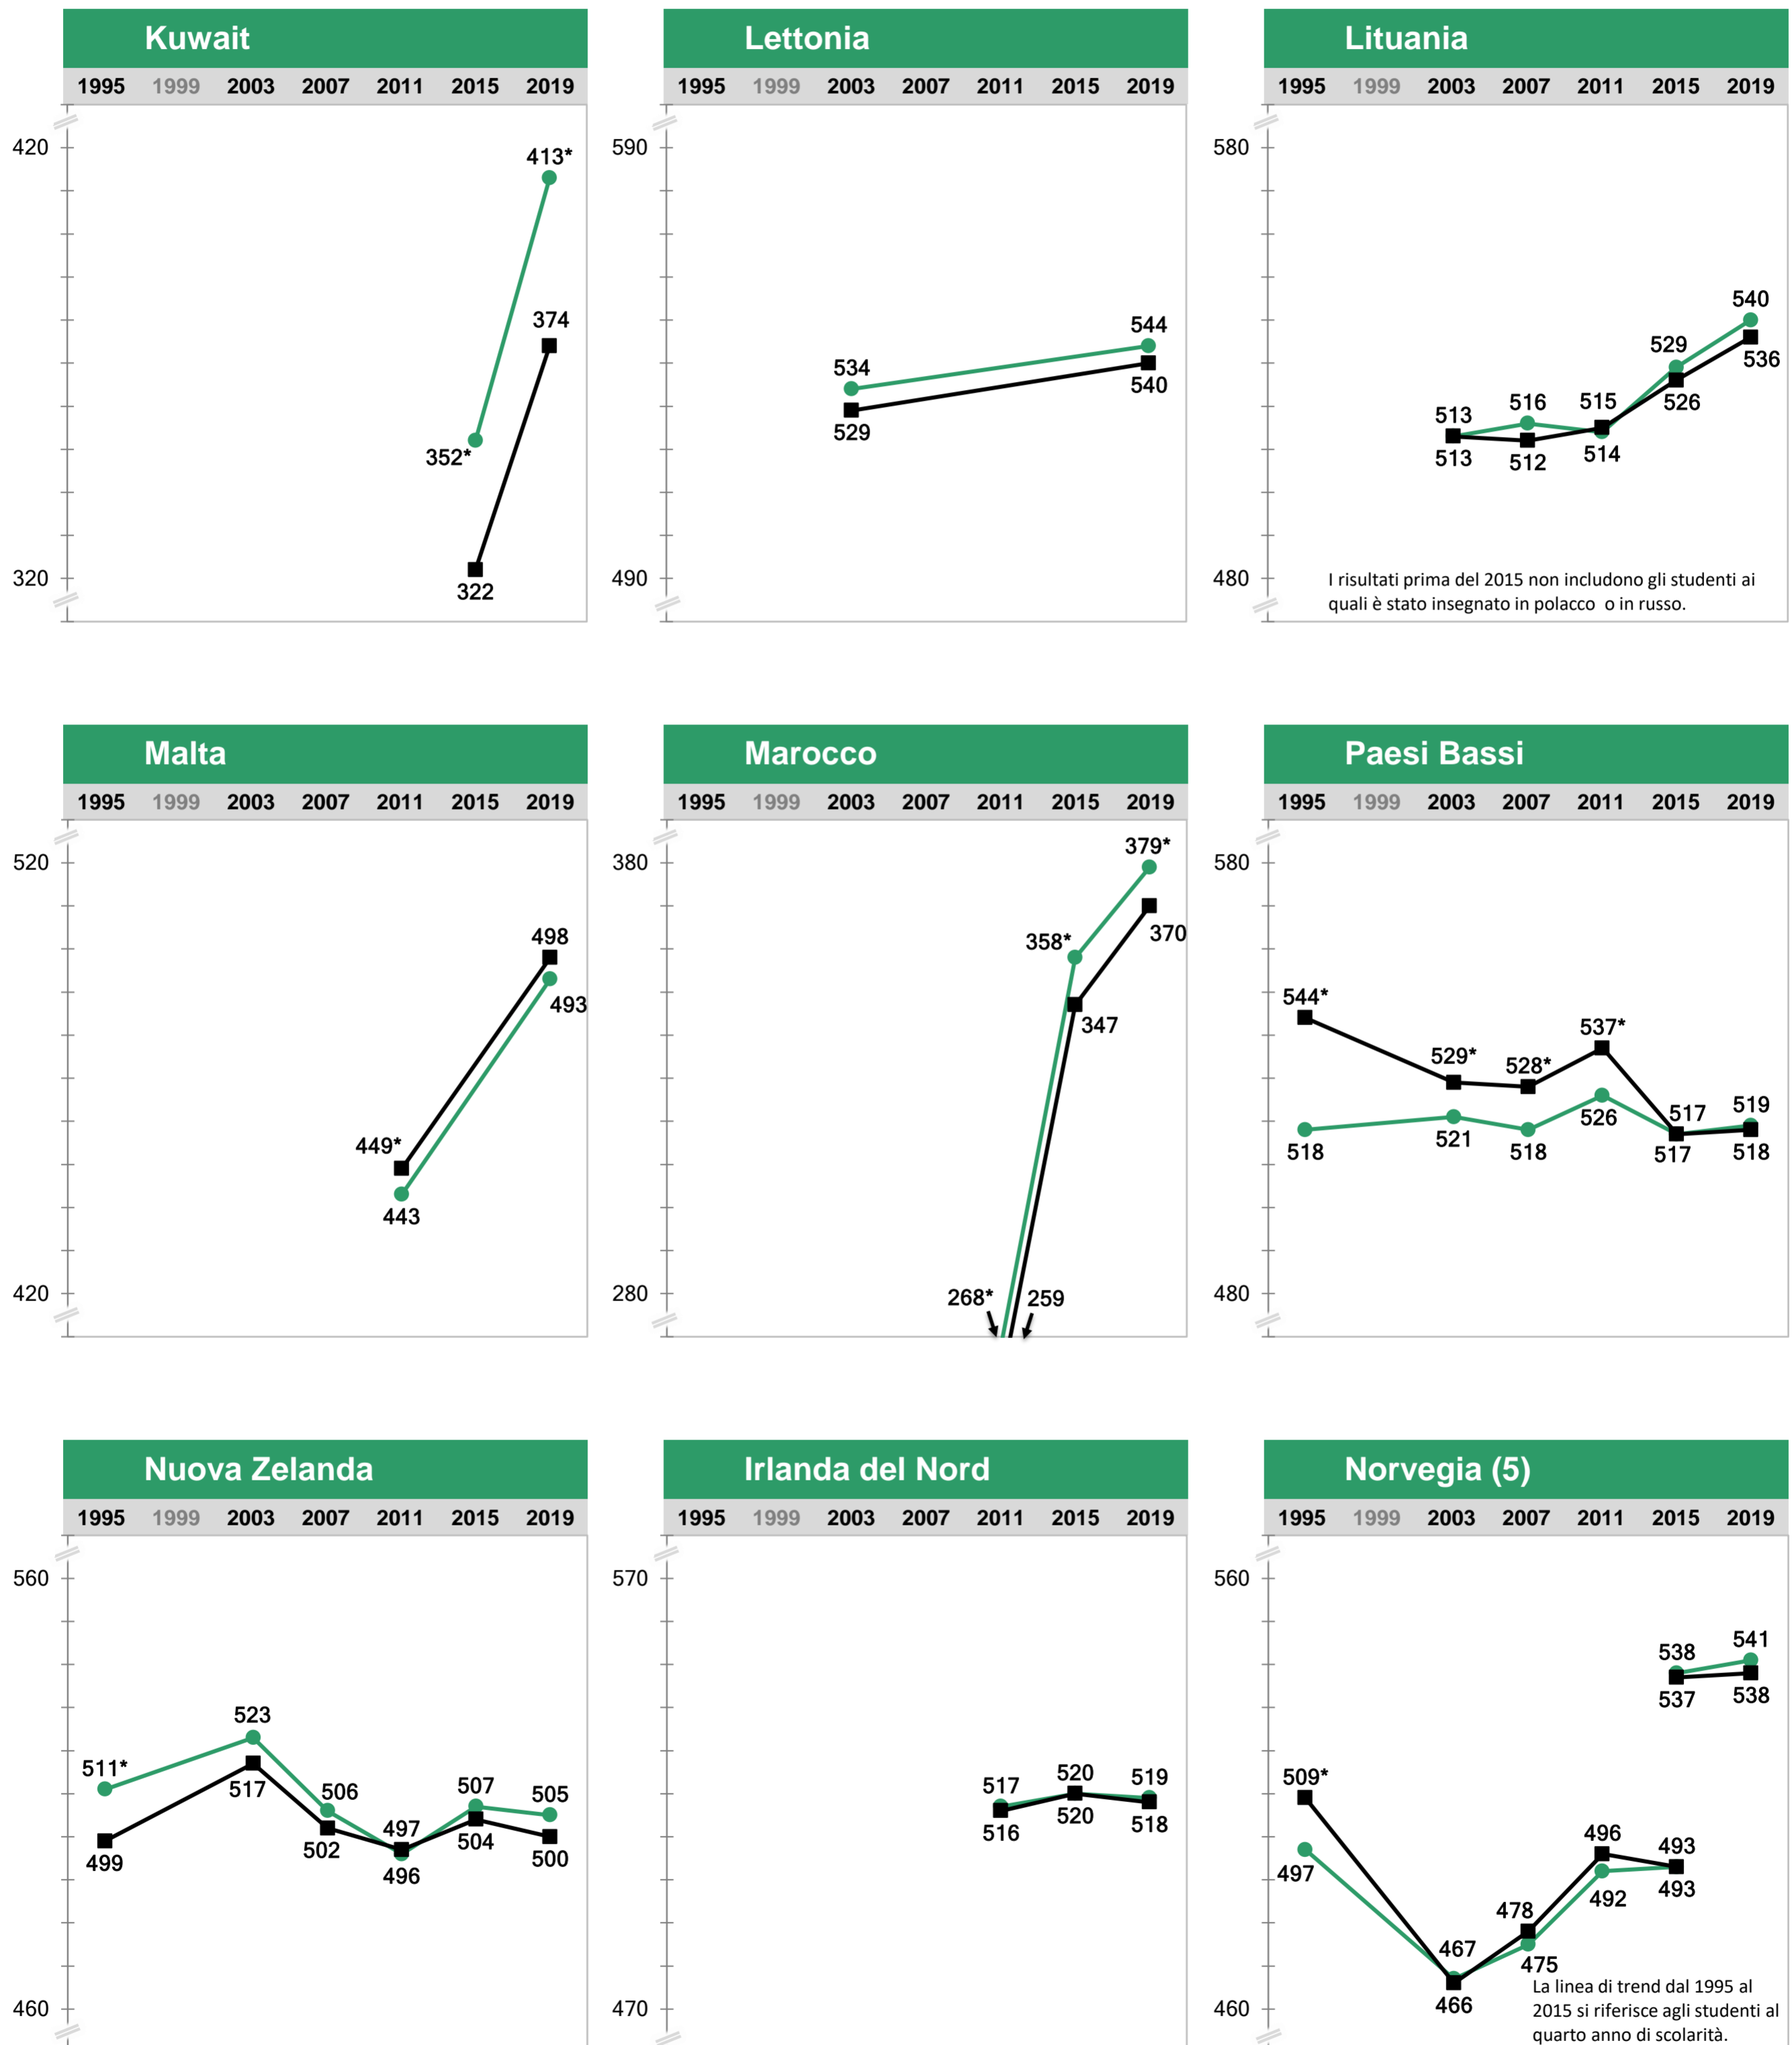 Kuwait
1995 1999 2003 2007 2011 2015 2019
420
413*
374
352*
320
322
Lettonia
1995 1999 2003 2007 2011 2015 2019
590
544
534
540
529
490
Lituania
1995 1999 2003 2007 2011 2015 2019
580
540
529
536
513 516 515
526
513 512 514
480
I risultati prima del 2015 non includono gli studenti ai
quali è stato insegnato in polacco o in russo.
Malta
1995 1999 2003 2007 2011 2015 2019
520
498
493
449*
443
420
Marocco
1995 1999 2003 2007 2011 2015 2019
380
379*
358*
370
347
280
268* 259
Paesi Bassi
1995 1999 2003 2007 2011 2015 2019
580
544*
537*
529* 528*
517 519
526
518 521 518 517 518
480
Nuova Zelanda
1995 1999 2003 2007 2011 2015 2019
560
523
511*
506 507 505
517
497
499 502 496 504 500
460
Irlanda del Nord
1995 1999 2003 2007 2011 2015 2019
570
517 520 519
516 520 518
470
Norvegia (5)
1995 1999 2003 2007 2011 2015 2019
560
538 541
537 538
509*
496 493
497
492 493
478
467
475
466
460
La linea di trend dal 1995 al
2015 si riferisce agli studenti al
quarto anno di scolarità.